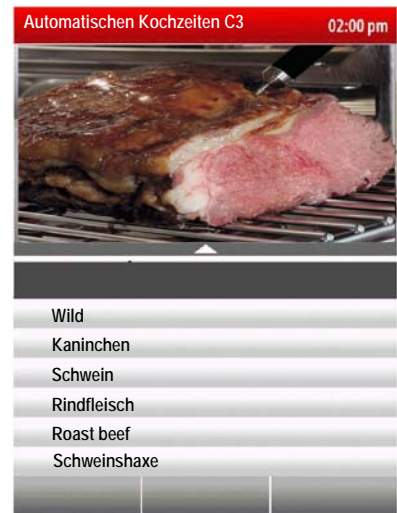 Automatischen Kochzeiten C3
02:00 pm
Wild
Kaninchen
Schwein
Rindfleisch
Roast beef
Schweinshaxe